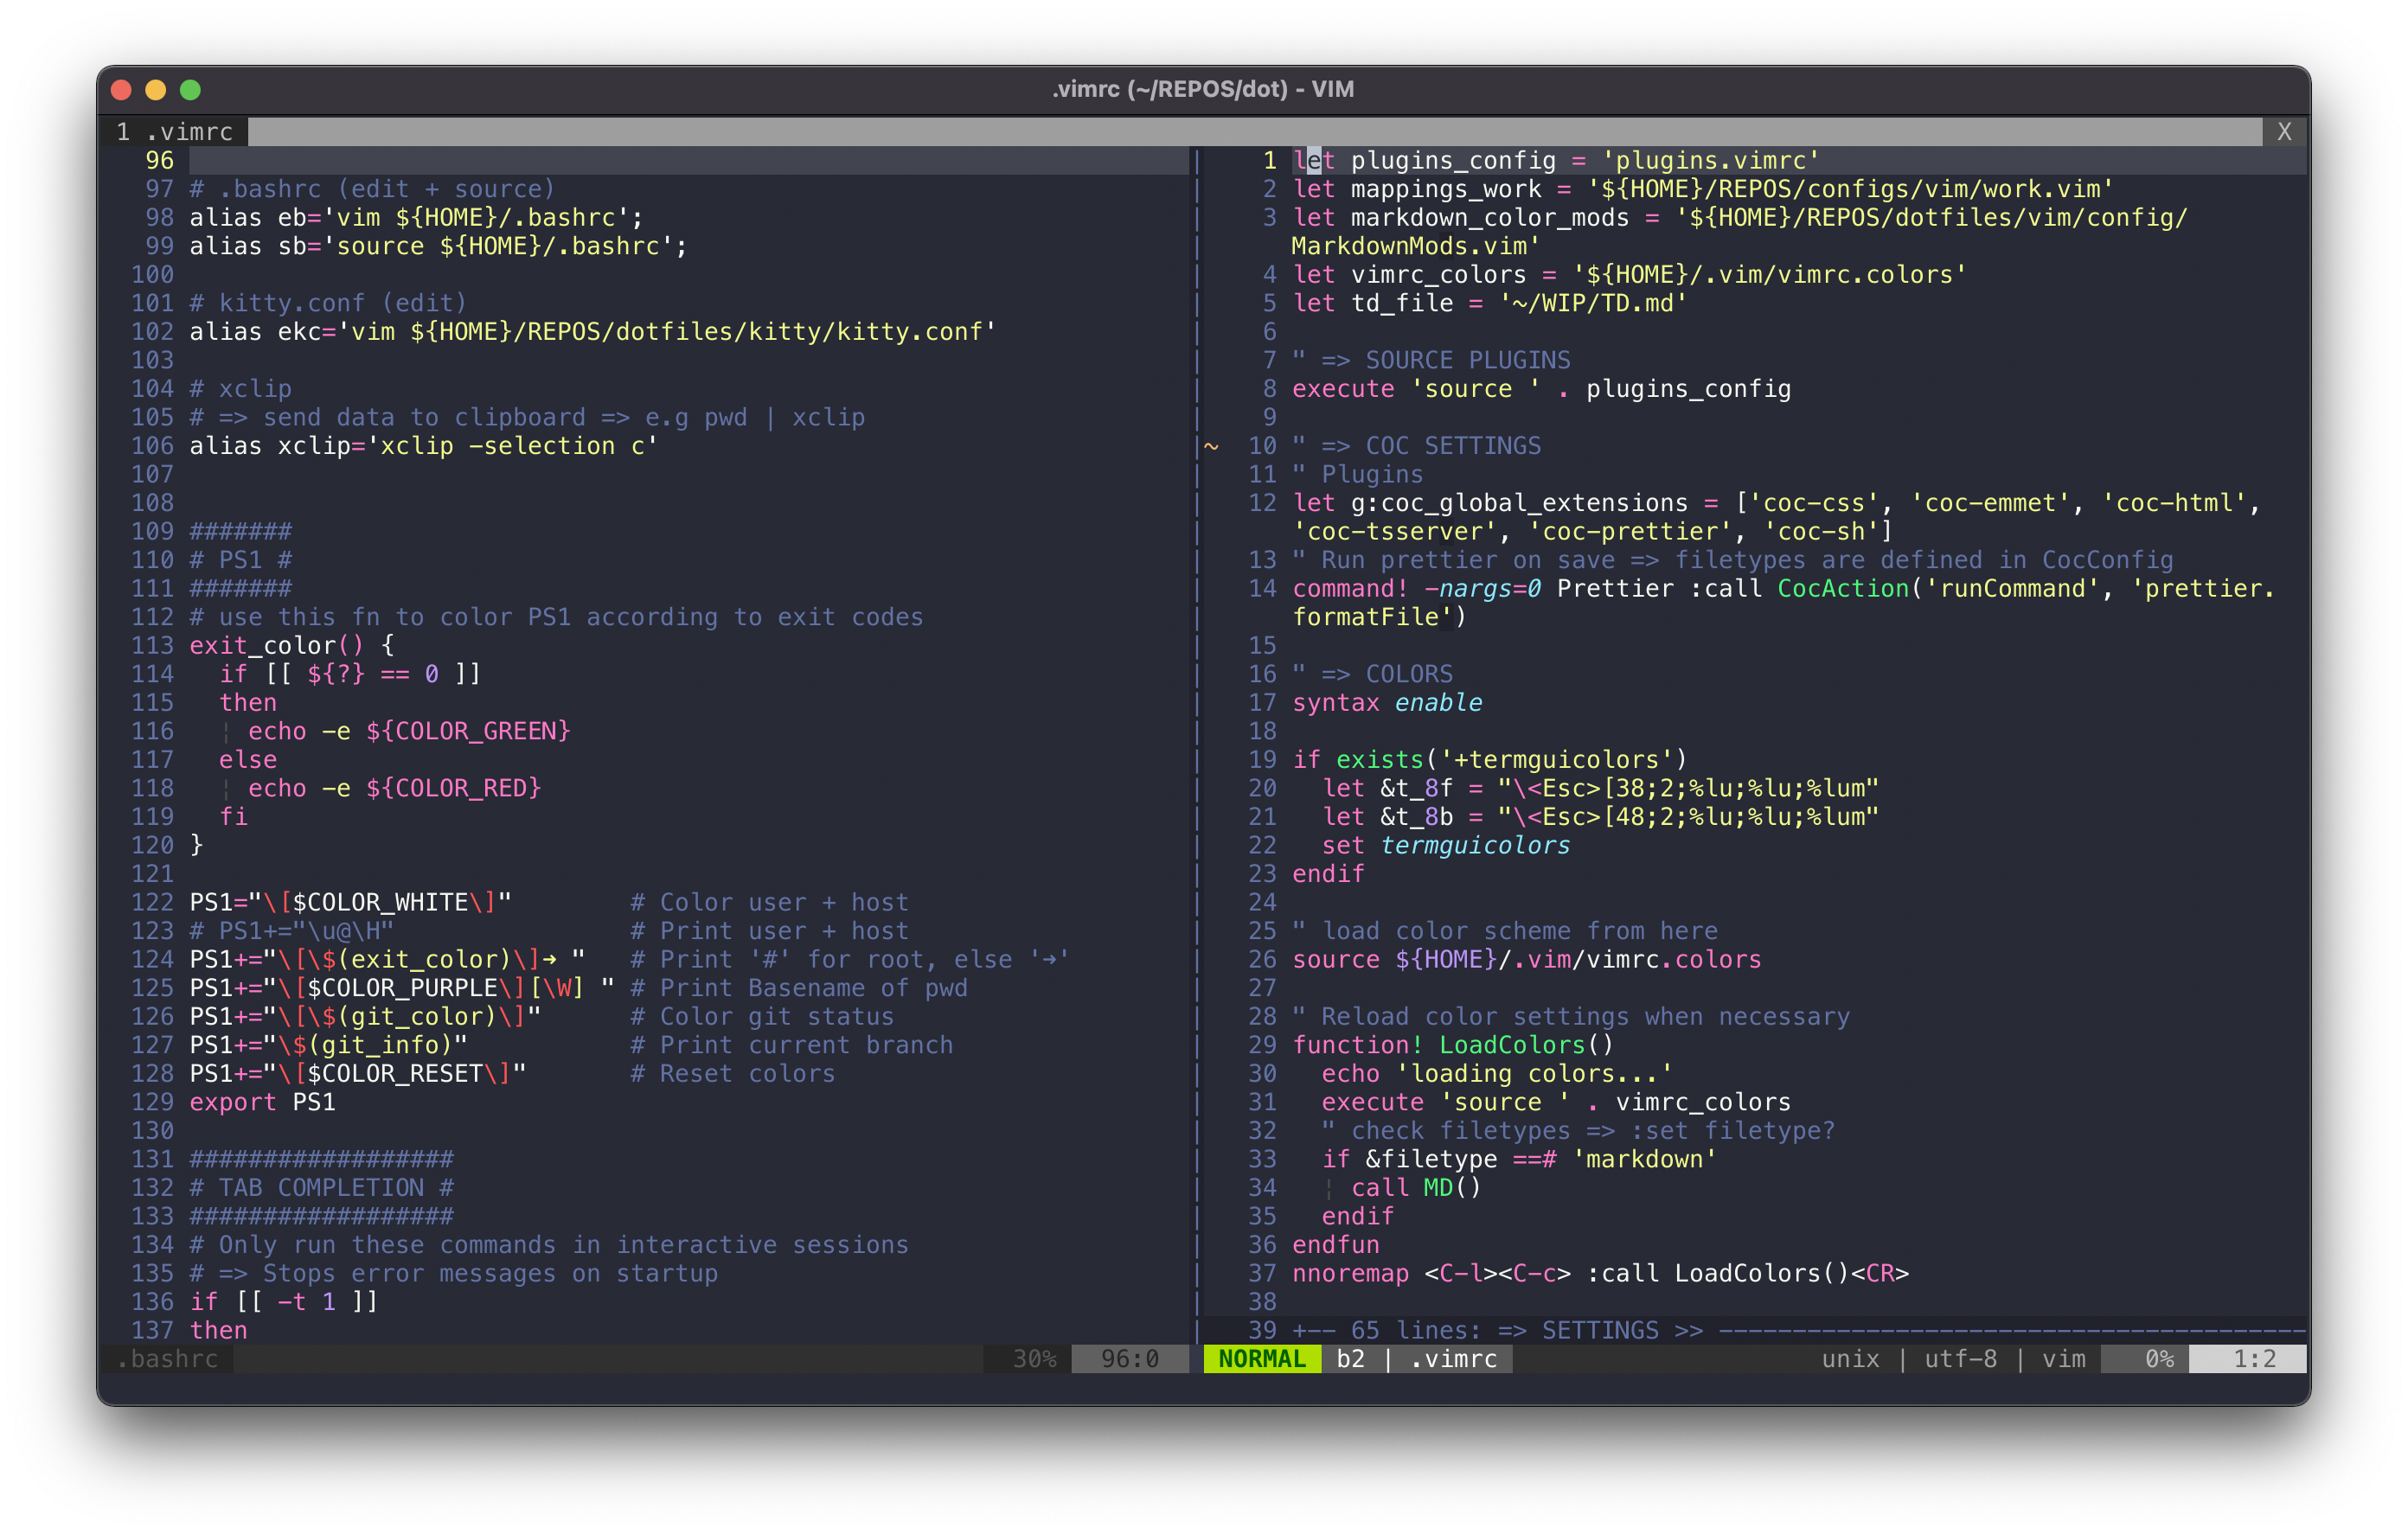 .vimrc (~/REPOS/dot) - VIM
1 .vimrc X
96
97 # .bashrc (edit + source)
98 alias eb='vim ${HOME}/.bashrc';
99 alias sb='source ${HOME}/.bashrc';
100
101 # kitty.conf (edit)
102 alias ekc='vim ${HOME}/REPOS/dotfiles/kitty/kitty.conf'
103
104 # xclip
105 # => send data to clipboard => e.g pwd | xclip
106 alias xclip='xclip -selection c'
107
108
109 #######
110 # PS1 #
111 #######
112 # use this fn to color PS1 according to exit codes
113 exit_color() {
114   if [[ ${?} == 0 ]]
115   then
116   ¦ echo -e ${COLOR_GREEN}
117   else
118   ¦ echo -e ${COLOR_RED}
119   fi
120 }
121
122 PS1="\[$COLOR_WHITE\]"        # Color user + host
123 # PS1+="\u@\H"                # Print user + host
124 PS1+="\[\$(exit_color)\]➜ "   # Print '#' for root, else '➜'
125 PS1+="\[$COLOR_PURPLE\][\W] " # Print Basename of pwd
126 PS1+="\[\$(git_color)\]"      # Color git status
127 PS1+="\$(git_info)"           # Print current branch
128 PS1+="\[$COLOR_RESET\]"       # Reset colors
129 export PS1
130
131 ##################
132 # TAB COMPLETION #
133 ##################
134 # Only run these commands in interactive sessions
135 # => Stops error messages on startup
136 if [[ -t 1 ]]
137 then
.bashrc 30% 96:0
1 let plugins_config = 'plugins.vimrc'
2 let mappings_work = '${HOME}/REPOS/configs/vim/work.vim'
3 let markdown_color_mods = '${HOME}/REPOS/dotfiles/vim/config/
MarkdownMods.vim'
4 let vimrc_colors = '${HOME}/.vim/vimrc.colors'
5 let td_file = '~/WIP/TD.md'
6
7 " => SOURCE PLUGINS
8 execute 'source ' . plugins_config
9
~ 10 " => COC SETTINGS
11 " Plugins
12 let g:coc_global_extensions = ['coc-css', 'coc-emmet', 'coc-html',
'coc-tsserver', 'coc-prettier', 'coc-sh']
13 " Run prettier on save => filetypes are defined in CocConfig
14 command! -nargs=0 Prettier :call CocAction('runCommand', 'prettier.
formatFile')
15
16 " => COLORS
17 syntax enable
18
19 if exists('+termguicolors')
20   let &t_8f = "\<Esc>[38;2;%lu;%lu;%lum"
21   let &t_8b = "\<Esc>[48;2;%lu;%lu;%lum"
22   set termguicolors
23 endif
24
25 " load color scheme from here
26 source ${HOME}/.vim/vimrc.colors
27
28 " Reload color settings when necessary
29 function! LoadColors()
30   echo 'loading colors...'
31   execute 'source ' . vimrc_colors
32   " check filetypes => :set filetype?
33   if &filetype ==# 'markdown'
34   ¦ call MD()
35   endif
36 endfun
37 nnoremap <C-l><C-c> :call LoadColors()<CR>
38
39 +-- 65 lines: => SETTINGS >> ----------------------------------------
NORMAL b2 | .vimrc unix | utf-8 | vim 0% 1:2